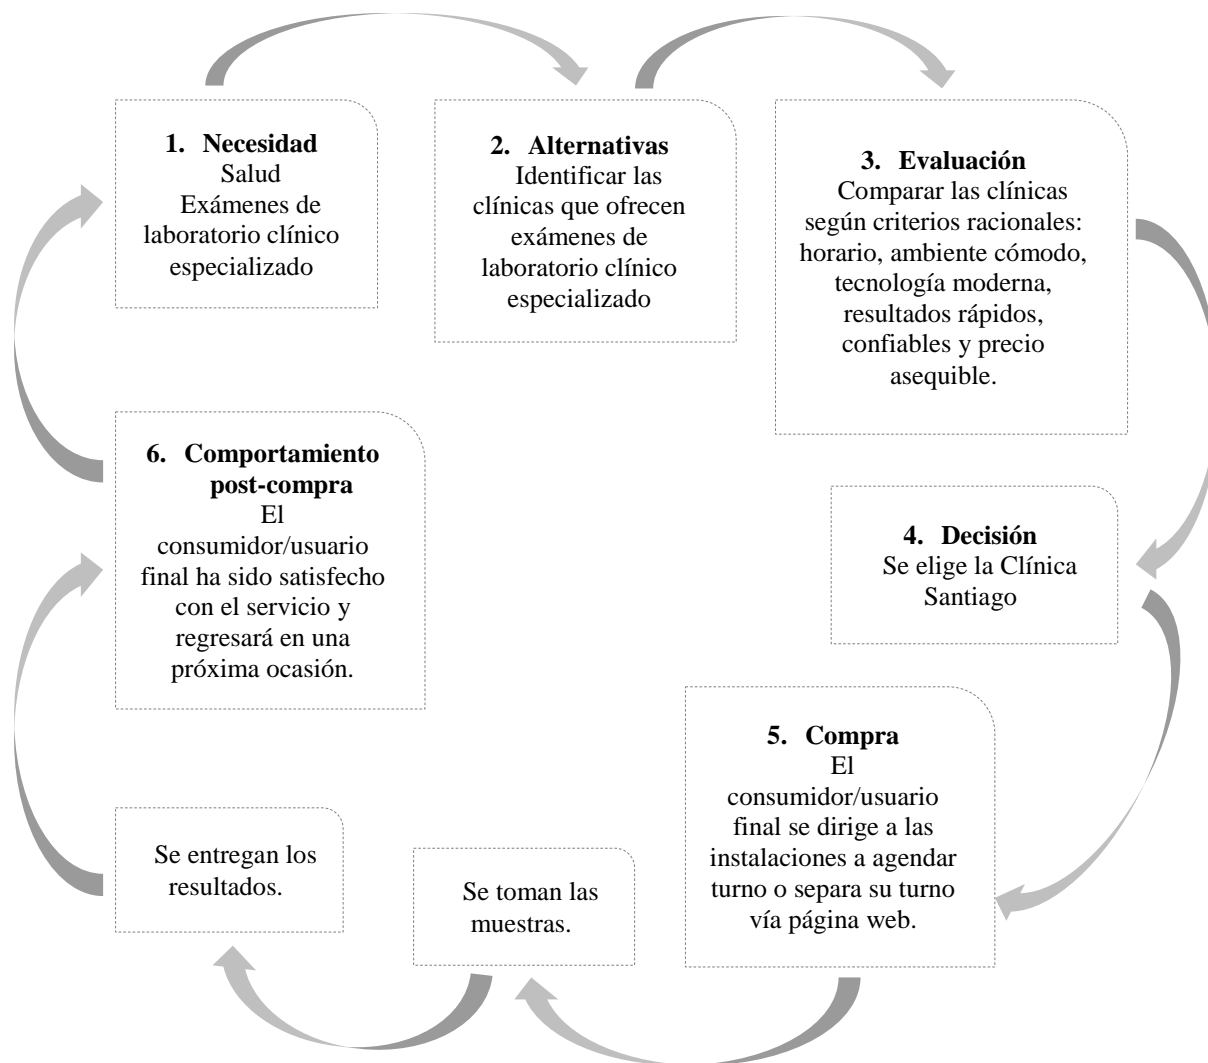 1. Necesidad
Salud
Exámenes de
laboratorio clínico
especializado
2. Alternativas
Identificar las
clínicas que ofrecen
exámenes de
laboratorio clínico
especializado
3. Evaluación
Comparar las clínicas
según criterios racionales:
horario, ambiente cómodo,
tecnología moderna,
resultados rápidos,
confiables y precio
asequible.
4. Decisión
Se elige la Clínica
Santiago
5. Compra
El
consumidor/usuario
final se dirige a las
instalaciones a agendar
turno o separa su turno
vía página web.
Se toman las
muestras.
Se entregan los
resultados.
6. Comportamiento
post-compra
El
consumidor/usuario
final ha sido satisfecho
con el servicio y
regresará en una
próxima ocasión.